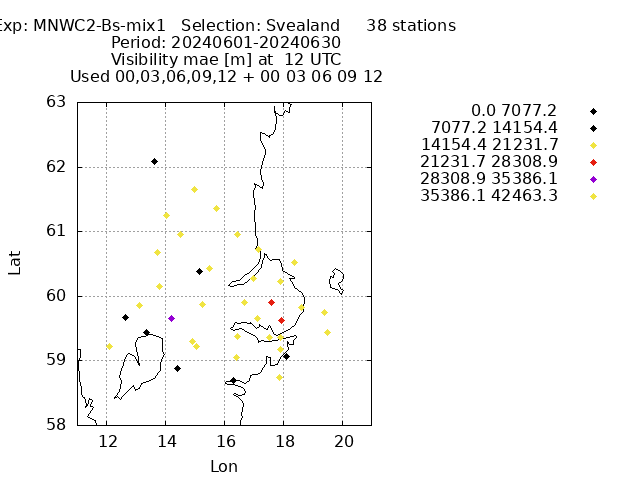 Exp: MNWC2-Bs-mix1 Selection: Svealand 38 stations
Period: 20240601-20240630
Visibility mae [m] at 12 UTC
Used 00,03,06,09,12 + 00 03 06 09 12
0.0 7077.2
7077.2 14154.4
14154.4 21231.7
21231.7 28308.9
28308.9 35386.1
35386.1 42463.3
63
62
61
60
59
58
Lat
12 14 16 18 20
Lon